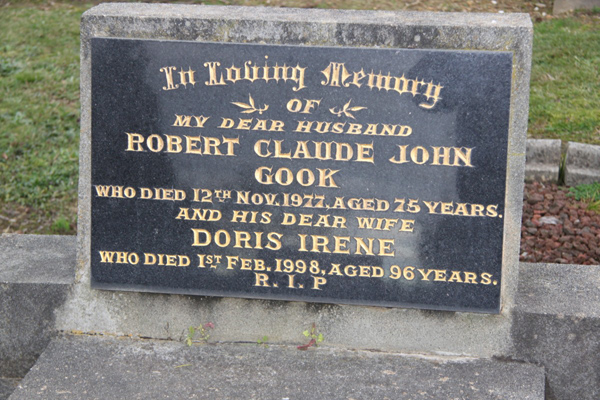 In Loving Memory
OF
MY DEAR HUSBAND
ROBERT CLAUDE JOHN
COOK
WHO DIED 12TH NOV. 1977, AGED 75 YEARS.
AND HIS DEAR WIFE
DORIS IRENE
WHO DIED 1ST FEB. 1998, AGED 96 YEARS.
R. I. P